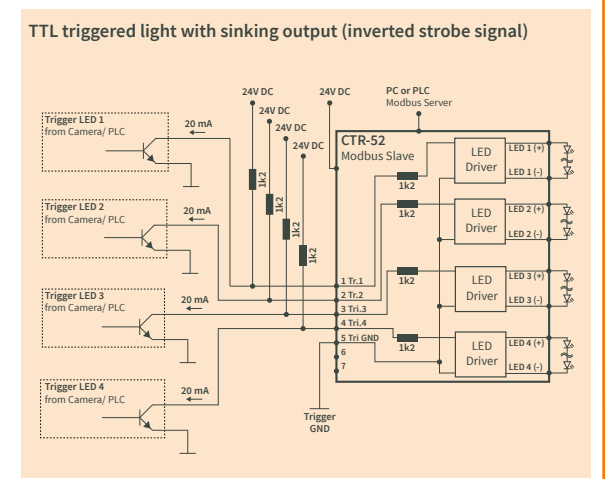 TTL triggered light with sinking output (inverted strobe signal)
24V DC
24V DC
24V DC
24V DC
24V DC
PC or PLC
Modbus Server
Trigger LED 1
from Camera/ PLC
20 mA
Trigger LED 2
from Camera/ PLC
20 mA
Trigger LED 3
from Camera/ PLC
20 mA
Trigger LED 4
from Camera/ PLC
20 mA
1k2
1k2
1k2
1k2
CTR-52
Modbus Slave
1k2
1k2
1k2
1k2
LED
Driver
LED 1 (+)
LED 1 (-)
LED
Driver
LED 2 (+)
LED 2 (-)
LED
Driver
LED 3 (+)
LED 3 (-)
LED
Driver
LED 4 (+)
LED 4 (-)
1 Tr.1
2 Tr.2
3 Tri.3
4 Tri.4
5 Tri GND
6
7
Trigger
GND